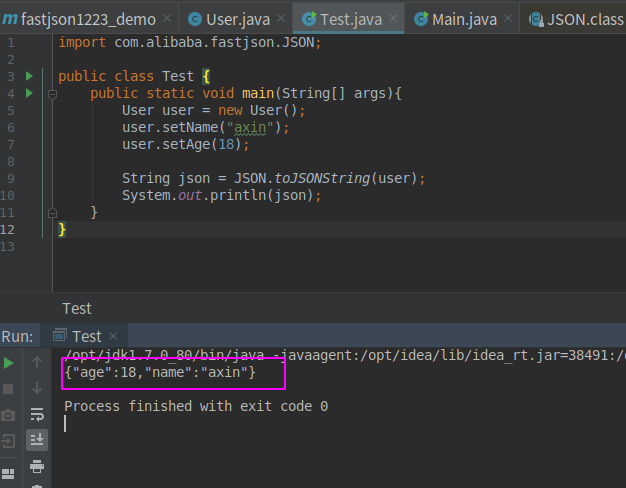 fastjson1223_demo User.java Test.java Main.java JSON.class
1 import com.alibaba.fastjson.JSON;
2
3 public class Test {
4 public static void main(String[] args){
5 User user = new User();
6 user.setName("axin");
7 user.setAge(18);
8
9 String json = JSON.toJSONString(user);
10 System.out.println(json);
11 }
12 }
13
Test
Run: Test
/opt/jdk1.7.0_80/bin/java -javaagent:/opt/idea/lib/idea_rt.jar=38491:/
{"age":18,"name":"axin"}
Process finished with exit code 0